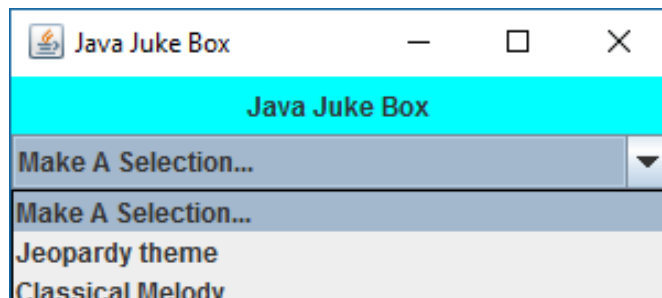 Java Juke Box
Java Juke Box
Make A Selection...
Make A Selection...
Jeopardy theme
Classical Melody